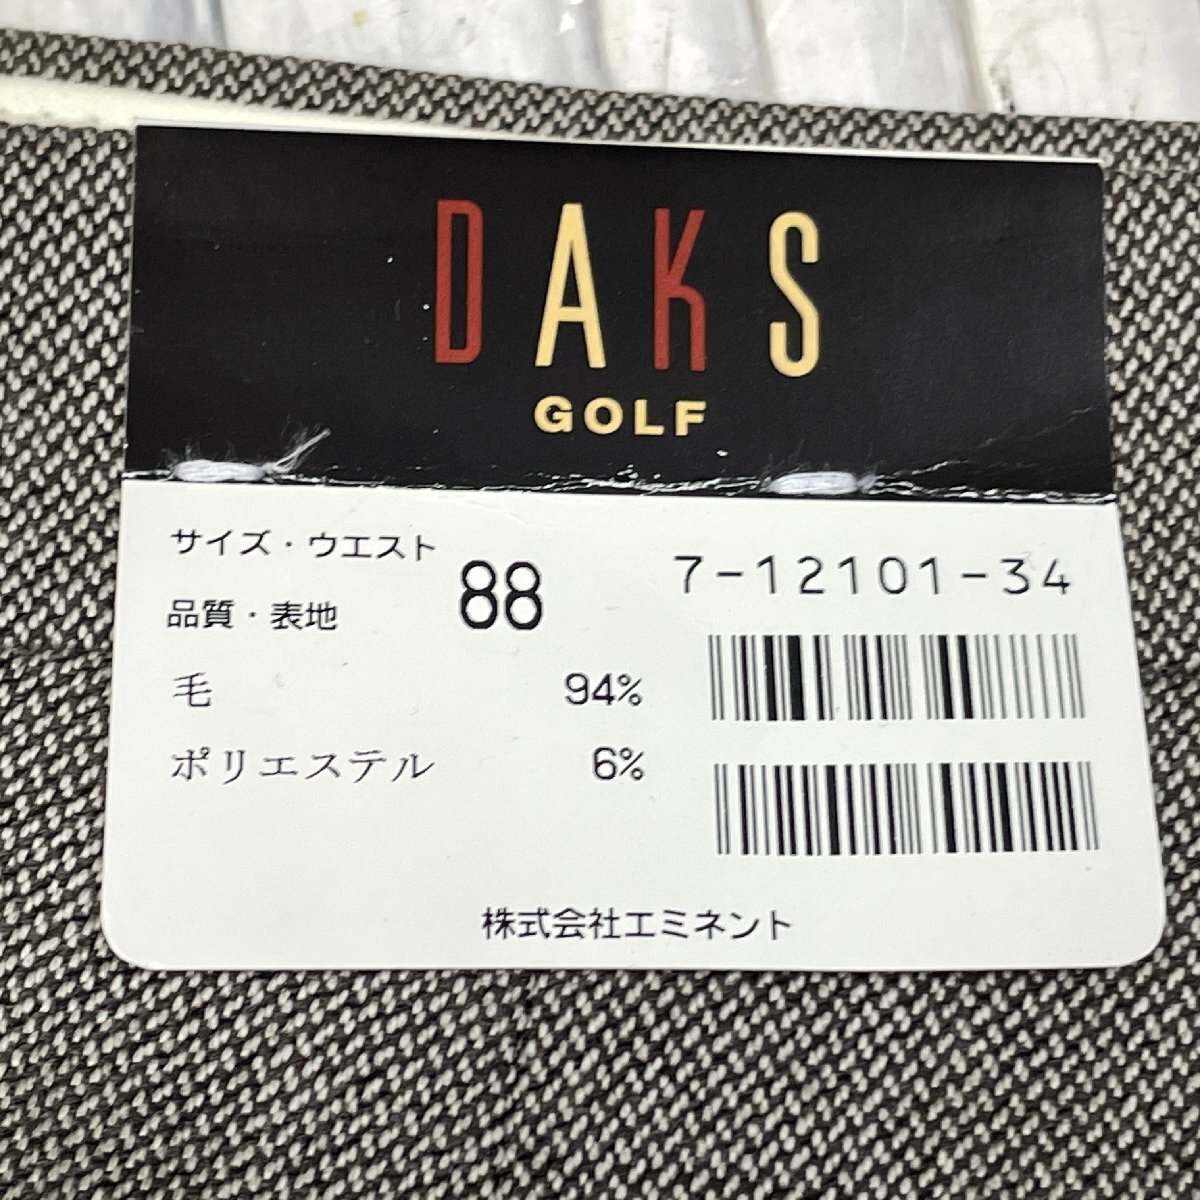 DAKS
GOLF
サイズ・ウエスト 88
7-12101-34
品質・表地
毛 94%
ポリエステル 6%
株式会社エミネント